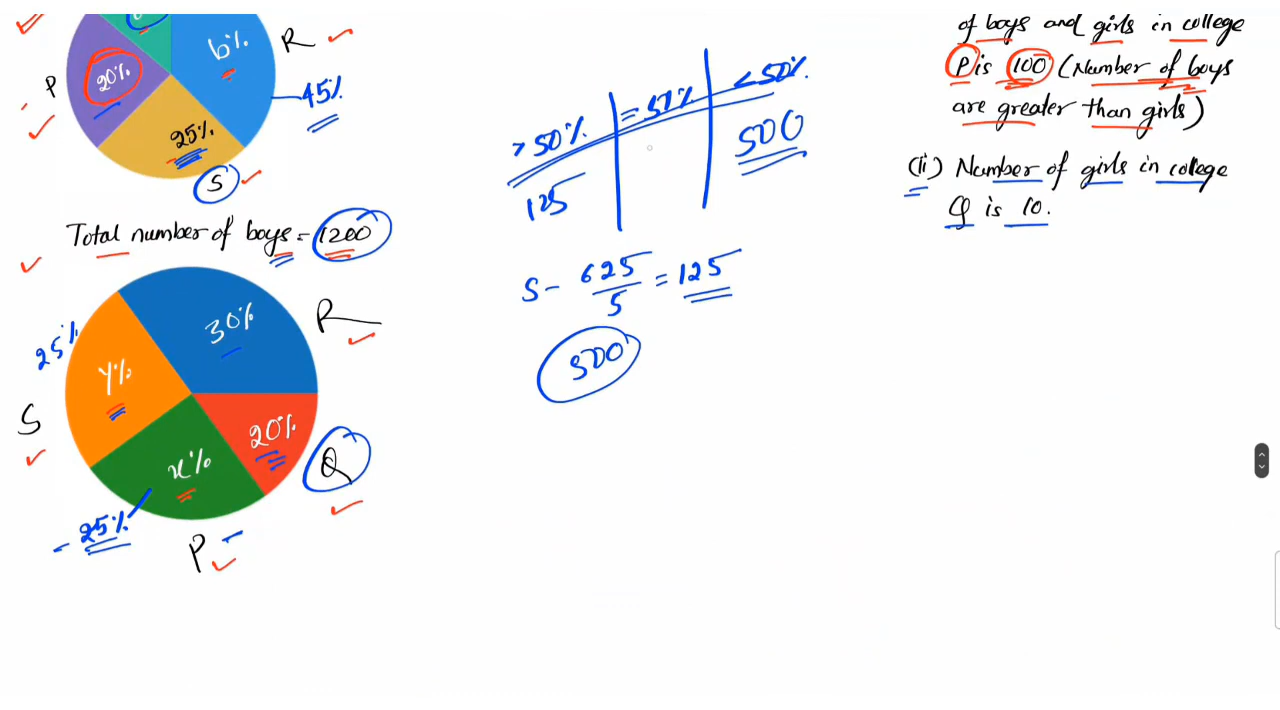 6%
R
20%
P
45%
25%
S
Total number of boys = 1200
30%
R
25%
y%
S
20%
Q
x%
- 25%
P
> 50%
= 50%
< 50%
125
500
S - 625/5 = 125
500
of boys and girls in college
P is 100 (Number of boys
are greater than girls)
(ii) Number of girls in college
Q is 10.